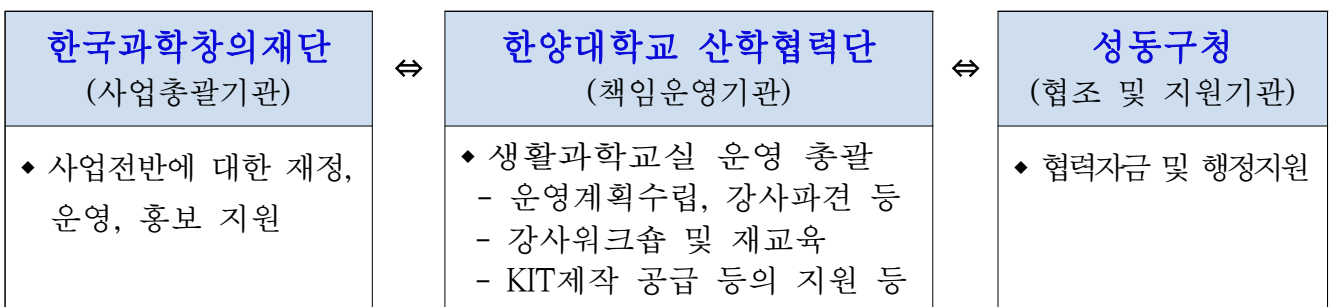 한국과학창의재단
(사업총괄기관)
◆ 사업전반에 대한 재정,
운영, 홍보 지원
⇔
한양대학교 산학협력단
(책임운영기관)
◆ 생활과학교실 운영 총괄
- 운영계획수립, 강사파견 등
- 강사워크숍 및 재교육
- KIT제작 공급 등의 지원 등
⇔
성동구청
(협조 및 지원기관)
◆ 협력자금 및 행정지원